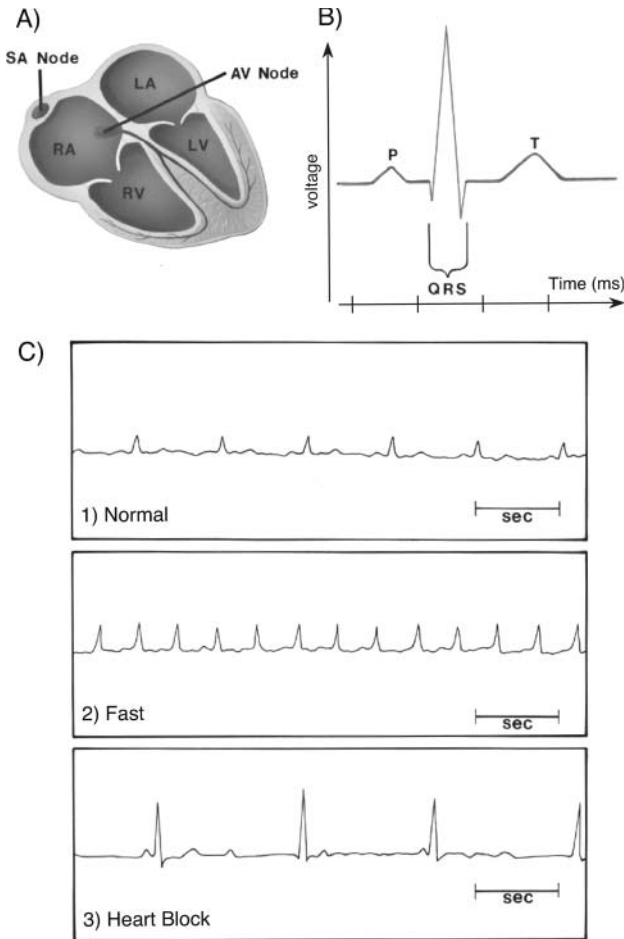 A)
SA Node
AV Node
LA
RA
LV
RV
B)
voltage
P
T
QRS
Time (ms)
C)
1) Normal
sec
2) Fast
sec
3) Heart Block
sec